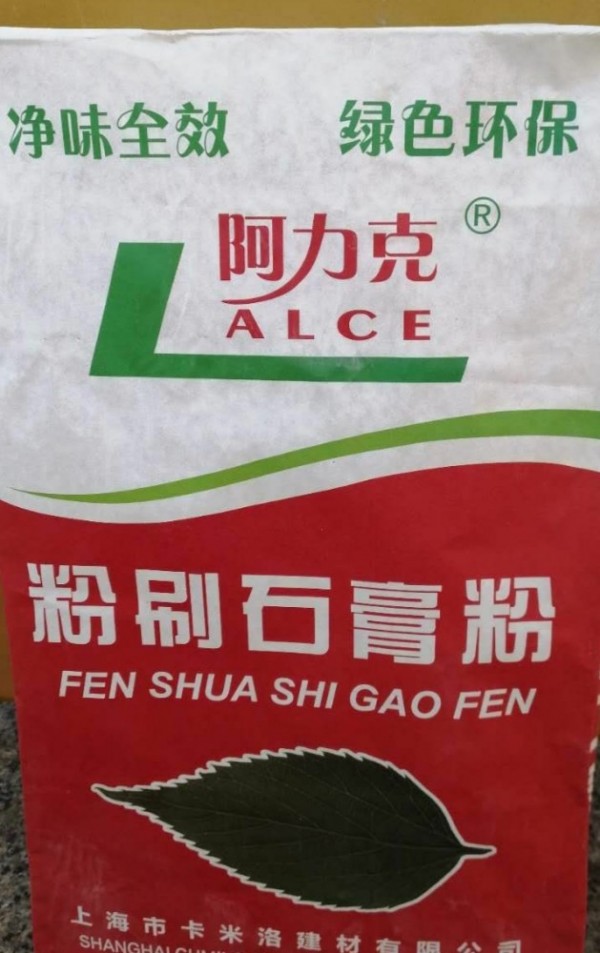 净味全效 绿色环保
阿力克®
ALCE
粉刷石膏粉
FEN SHUA SHI GAO FEN
上海市卡米洛建材有限公司
SHANGHAI